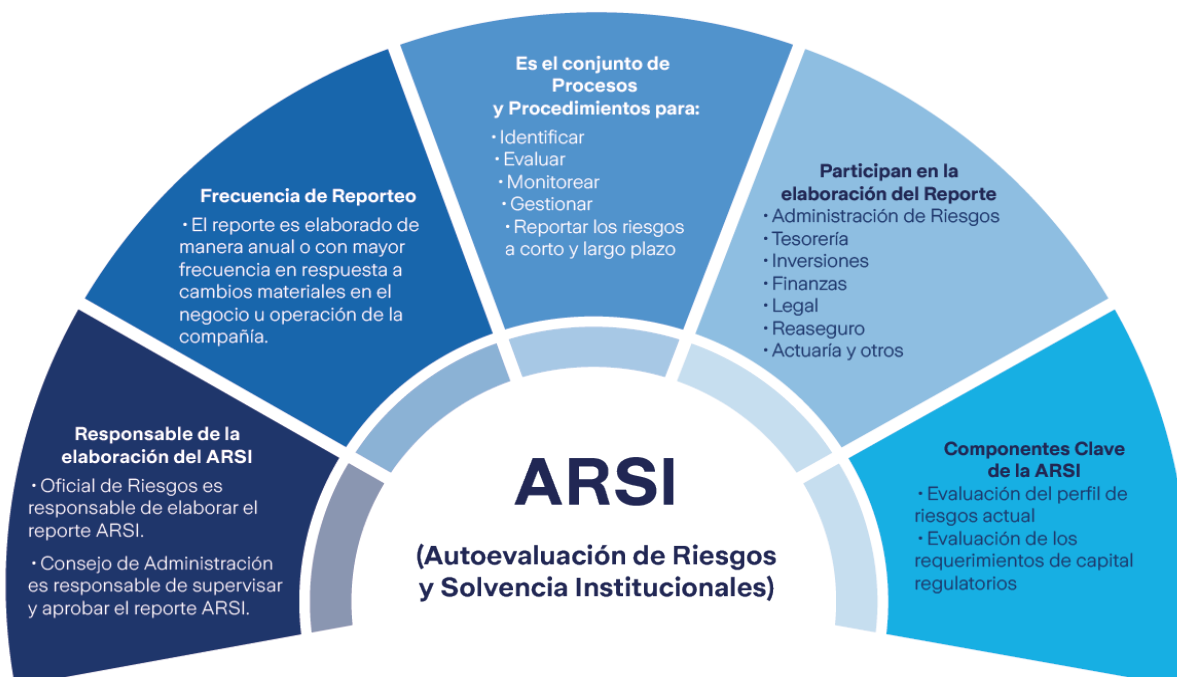 Responsable de la
elaboración del ARSI
· Oficial de Riesgos es
responsable de elaborar el
reporte ARSI.
· Consejo de Administración
es responsable de supervisar
y aprobar el reporte ARSI.
Frecuencia de Reporteo
· El reporte es elaborado de
manera anual o con mayor
frecuencia en respuesta a
cambios materiales en el
negocio u operación de la
compañía.
Es el conjunto de
Procesos
y Procedimientos para:
· Identificar
· Evaluar
· Monitorear
· Gestionar
· Reportar los riesgos
a corto y largo plazo
Participan en la
elaboración del Reporte
· Administración de Riesgos
· Tesorería
· Inversiones
· Finanzas
· Legal
· Reaseguro
· Actuaría y otros
Componentes Clave
de la ARSI
· Evaluación del perfil de
riesgos actual
· Evaluación de los
requerimientos de capital
regulatorios
ARSI
(Autoevaluación de Riesgos
y Solvencia Institucionales)